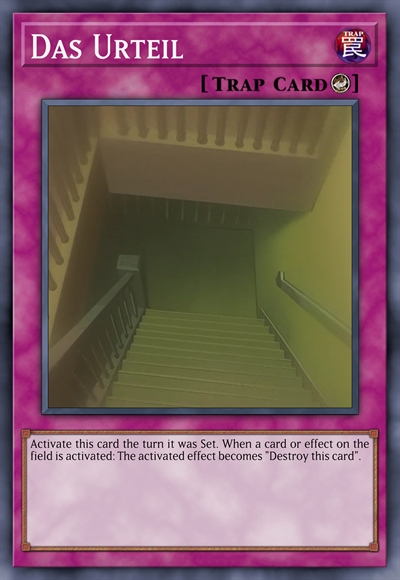 Das Urteil
TRAP
罠
[Trap Card]
Activate this card the turn it was Set. When a card or effect on the
field is activated: The activated effect becomes "Destroy this card".